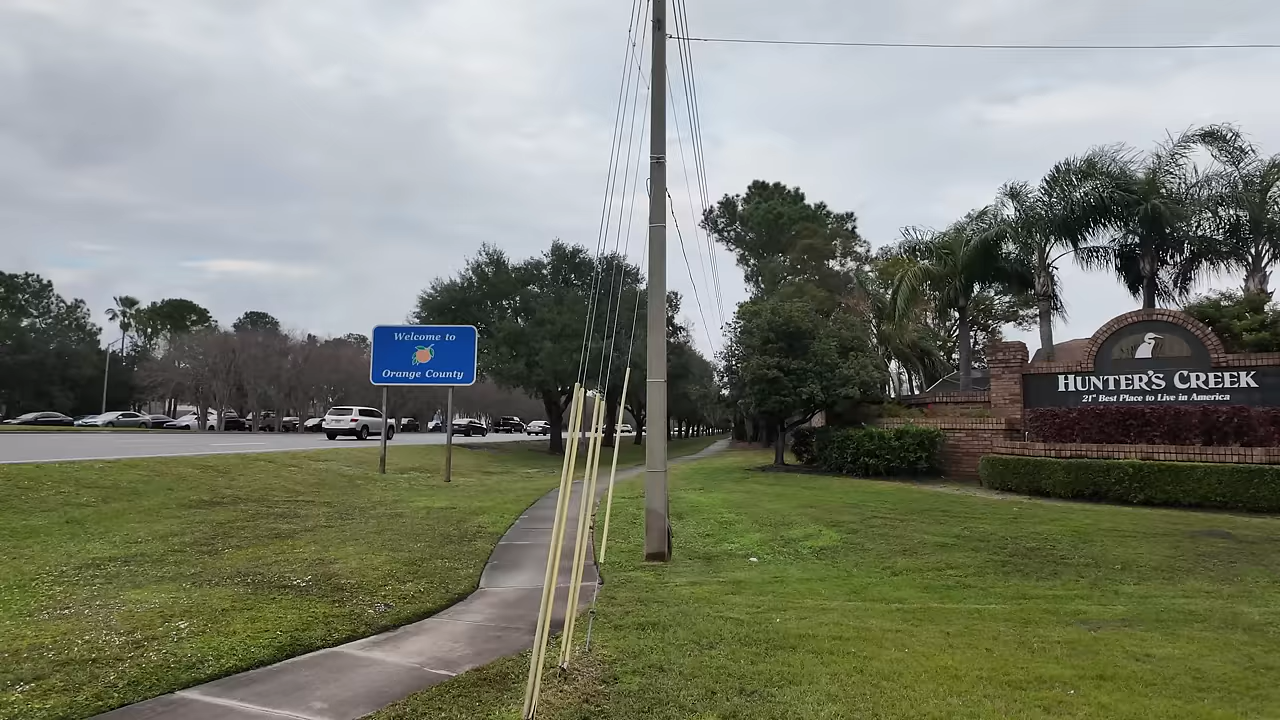 Welcome to
Orange County
HUNTER'S CREEK
21st Best Place to Live in America